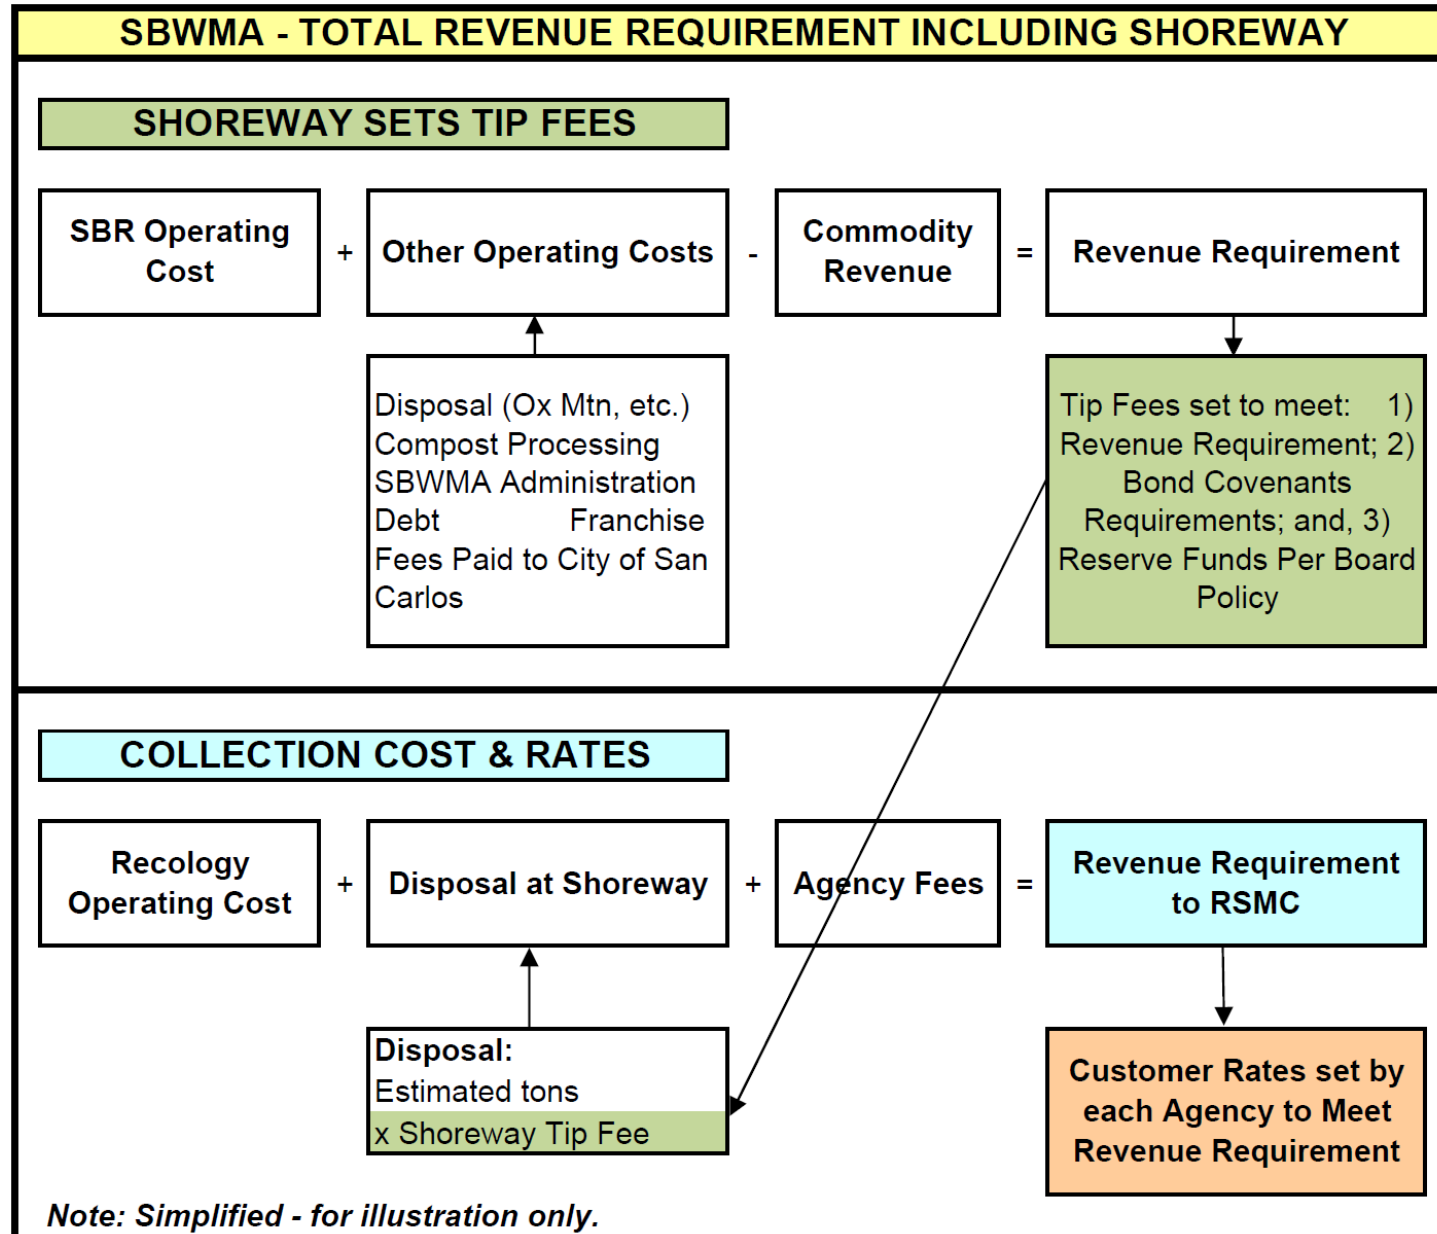 SBWMA - TOTAL REVENUE REQUIREMENT INCLUDING SHOREWAY
SHOREWAY SETS TIP FEES
SBR Operating
Cost
+
Other Operating Costs
-
Commodity
Revenue
=
Revenue Requirement
Disposal (Ox Mtn, etc.)
Compost Processing
SBWMA Administration
Debt Franchise
Fees Paid to City of San
Carlos
Tip Fees set to meet: 1)
Revenue Requirement; 2)
Bond Covenants
Requirements; and, 3)
Reserve Funds Per Board
Policy
COLLECTION COST & RATES
Recology
Operating Cost
+
Disposal at Shoreway
+
Agency Fees
=
Revenue Requirement
to RSMC
Disposal:
Estimated tons
x Shoreway Tip Fee
Customer Rates set by
each Agency to Meet
Revenue Requirement
Note: Simplified - for illustration only.